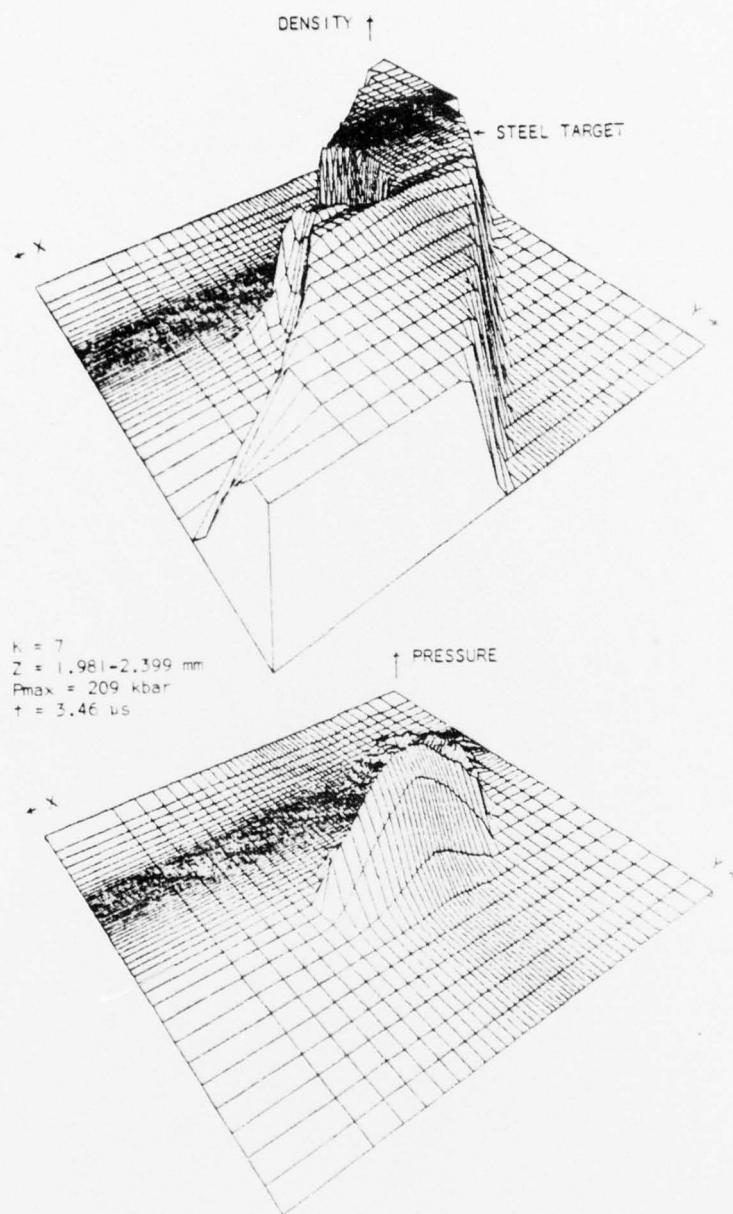 DENSITY ↑
← STEEL TARGET
← X
Y →
K = 7
Z = 1.981-2.399 mm
Pmax = 209 kbar
t = 3.46 µs
↑ PRESSURE
← X
Y →